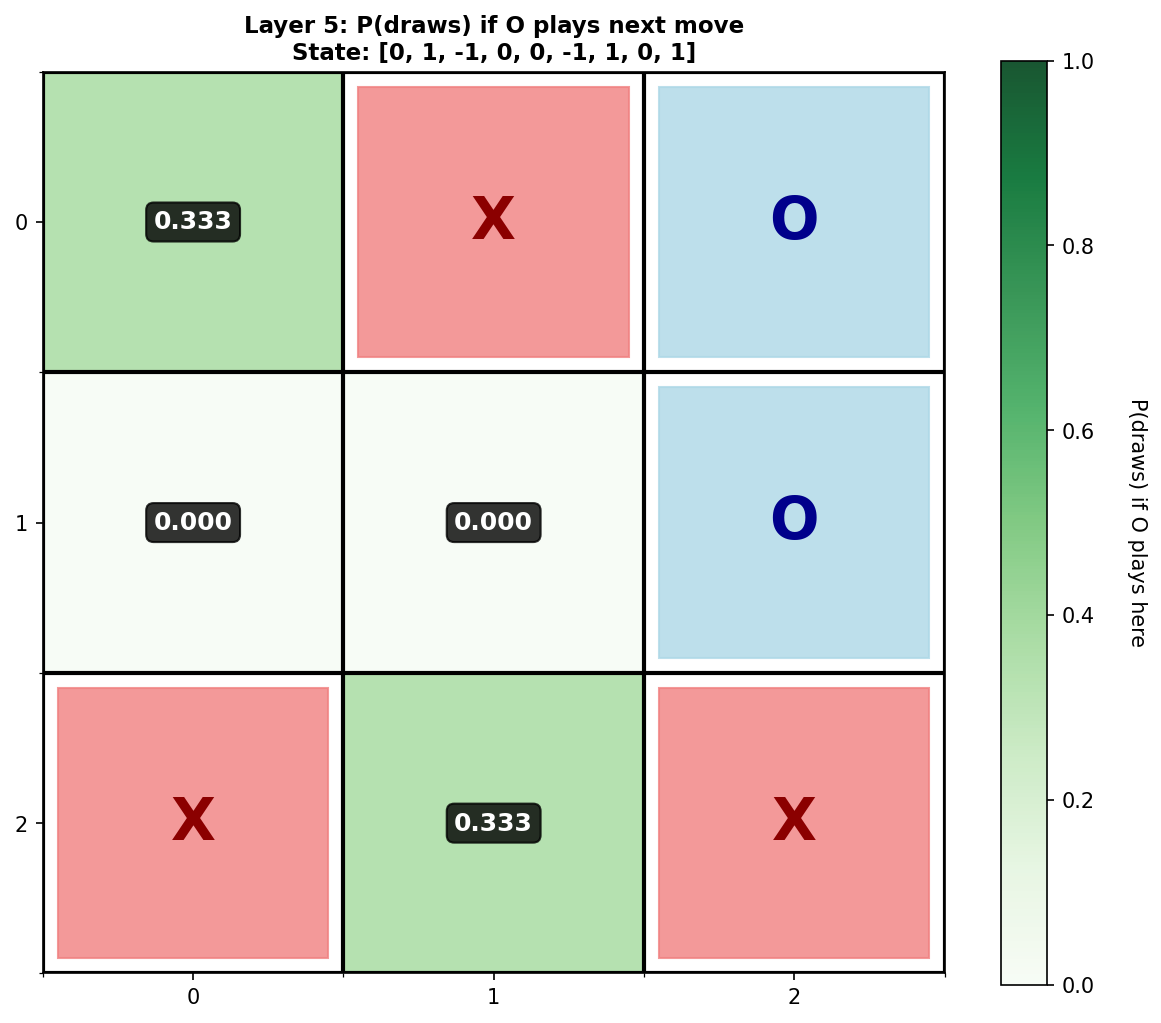 Layer 5: P(draws) if O plays next move
State: [0, 1, -1, 0, 0, -1, 1, 0, 1]
0 0.333 X O
1 0.000 0.000 O
2 X 0.333 X
0 1 2
1.0
0.8
0.6
0.4
0.2
0.0
P(draws) if O plays here